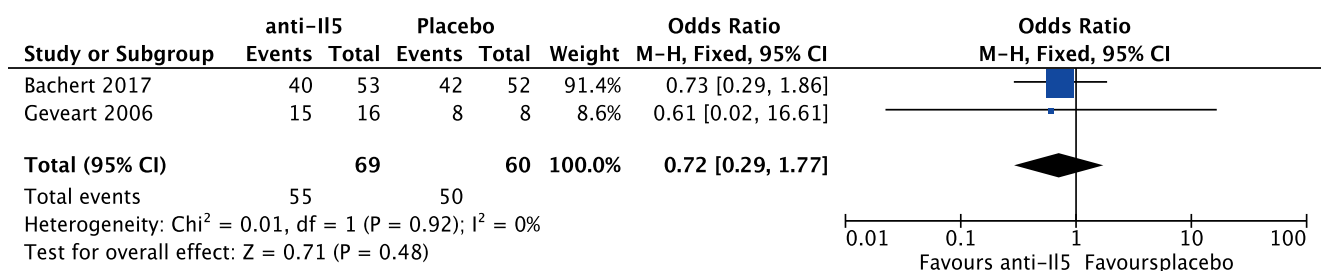 anti-Il5 Placebo Odds Ratio Odds Ratio
Study or Subgroup Events Total Events Total Weight M-H, Fixed, 95% CI M-H, Fixed, 95% CI
Bachert 2017 40 53 42 52 91.4% 0.73 [0.29, 1.86]
Geveart 2006 15 16 8 8 8.6% 0.61 [0.02, 16.61]
Total (95% CI) 69 60 100.0% 0.72 [0.29, 1.77]
Total events 55 50
Heterogeneity: Chi² = 0.01, df = 1 (P = 0.92); I² = 0%
Test for overall effect: Z = 0.71 (P = 0.48)
0.01 0.1 1 10 100
Favours anti-Il5 Favoursplacebo